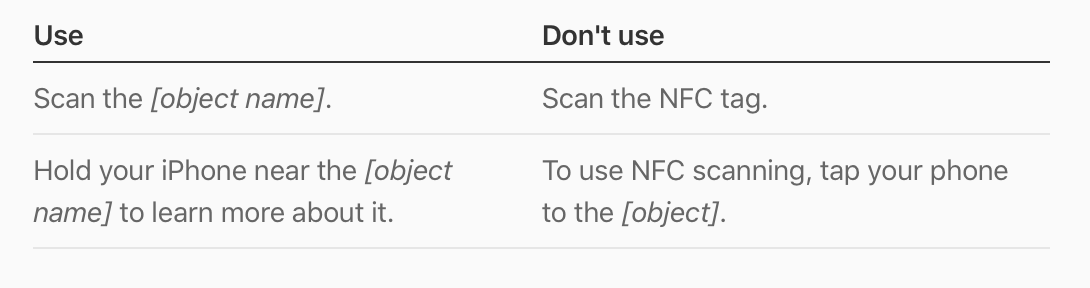 Use
Don't use
Scan the [object name].
Scan the NFC tag.
Hold your iPhone near the [object
name] to learn more about it.
To use NFC scanning, tap your phone
to the [object].